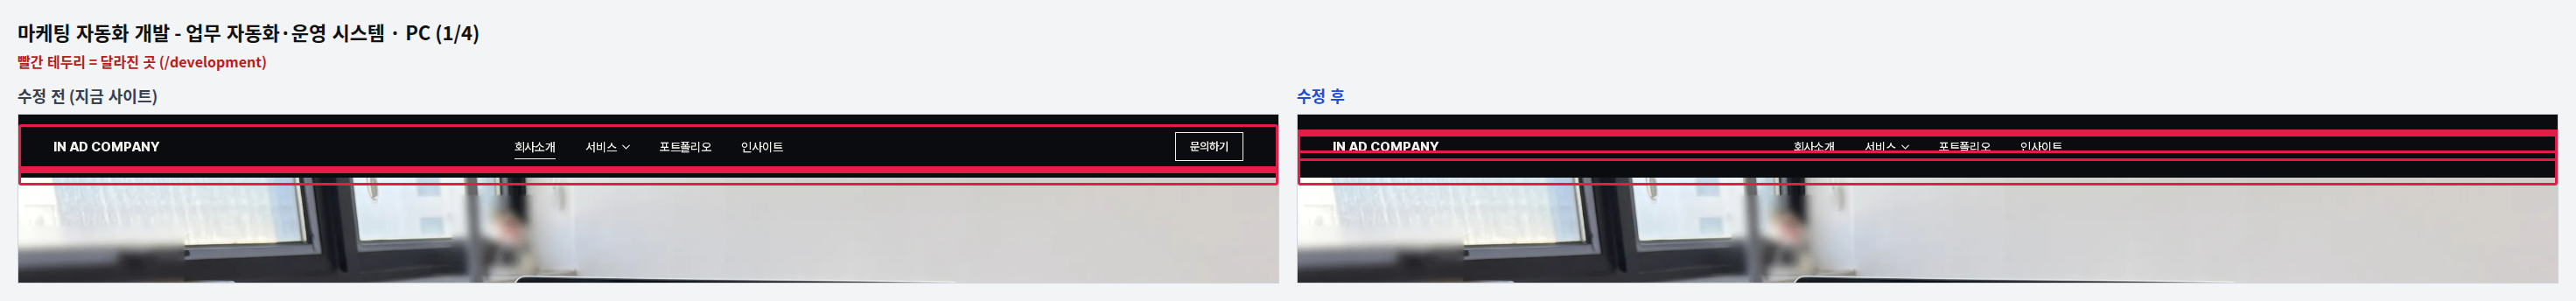 마케팅 자동화 개발 - 업무 자동화·운영 시스템 · PC (1/4)
빨간 테두리 = 달라진 곳 (/development)
수정 전 (지금 사이트)
수정 후
IN AD COMPANY 회사소개 서비스 포트폴리오 인사이트 문의하기
IN AD COMPANY 회사소개 서비스 포트폴리오 인사이트